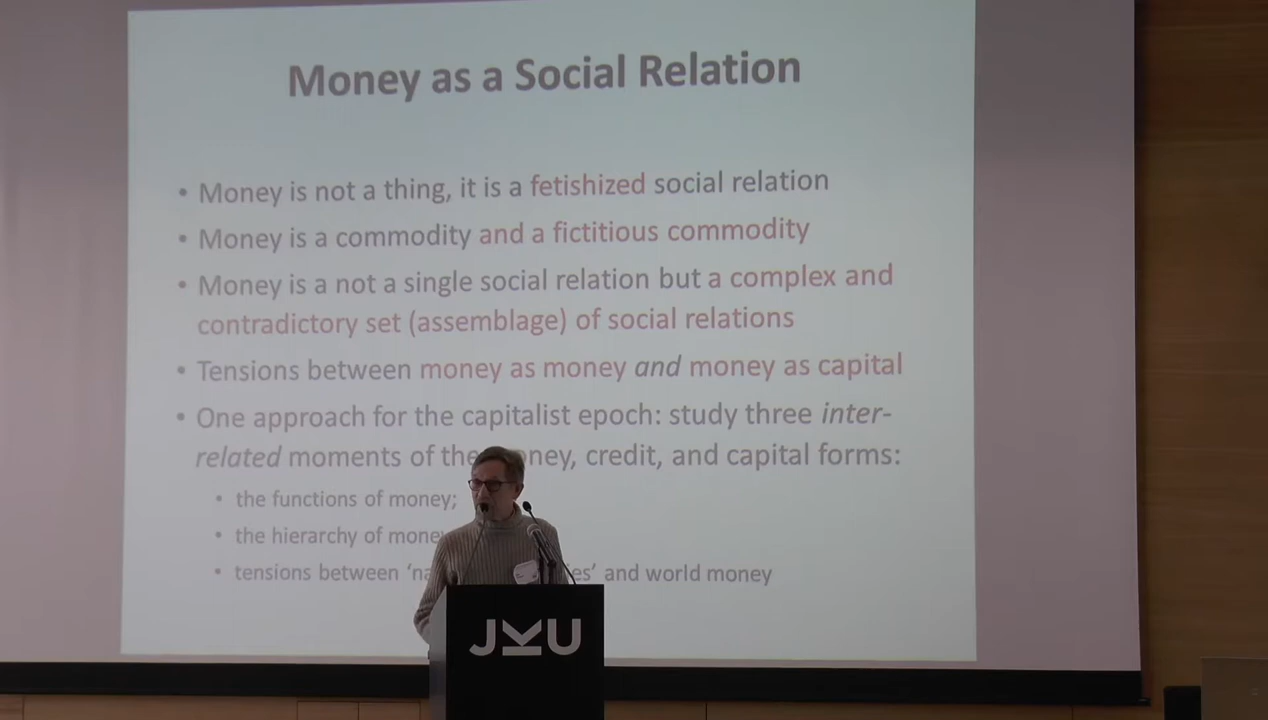 Money as a Social Relation
• Money is not a thing, it is a fetishized social relation
• Money is a commodity and a fictitious commodity
• Money is a not a single social relation but a complex and
contradictory set (assemblage) of social relations
• Tensions between money as money and money as capital
• One approach for the capitalist epoch: study three inter-
related moments of the money, credit, and capital forms:
• the functions of money;
• the hierarchy of
• tensions between and world money
JKU